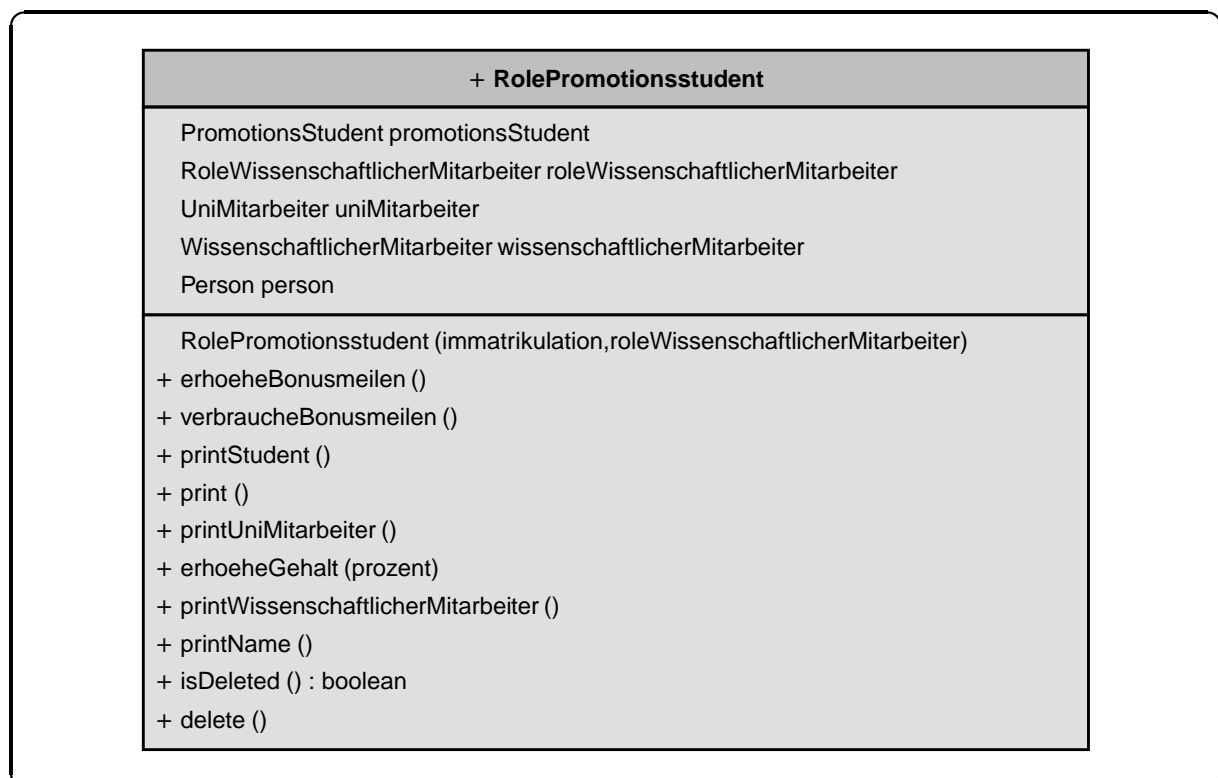 + RolePromotionsstudent
PromotionsStudent promotionsStudent
RoleWissenschaftlicherMitarbeiter roleWissenschaftlicherMitarbeiter
UniMitarbeiter uniMitarbeiter
WissenschaftlicherMitarbeiter wissenschaftlicherMitarbeiter
Person person
RolePromotionsstudent (immatrikulation,roleWissenschaftlicherMitarbeiter)
+ erhoeheBonusmeilen ()
+ verbraucheBonusmeilen ()
+ printStudent ()
+ print ()
+ printUniMitarbeiter ()
+ erhoeheGehalt (prozent)
+ printWissenschaftlicherMitarbeiter ()
+ printName ()
+ isDeleted () : boolean
+ delete ()